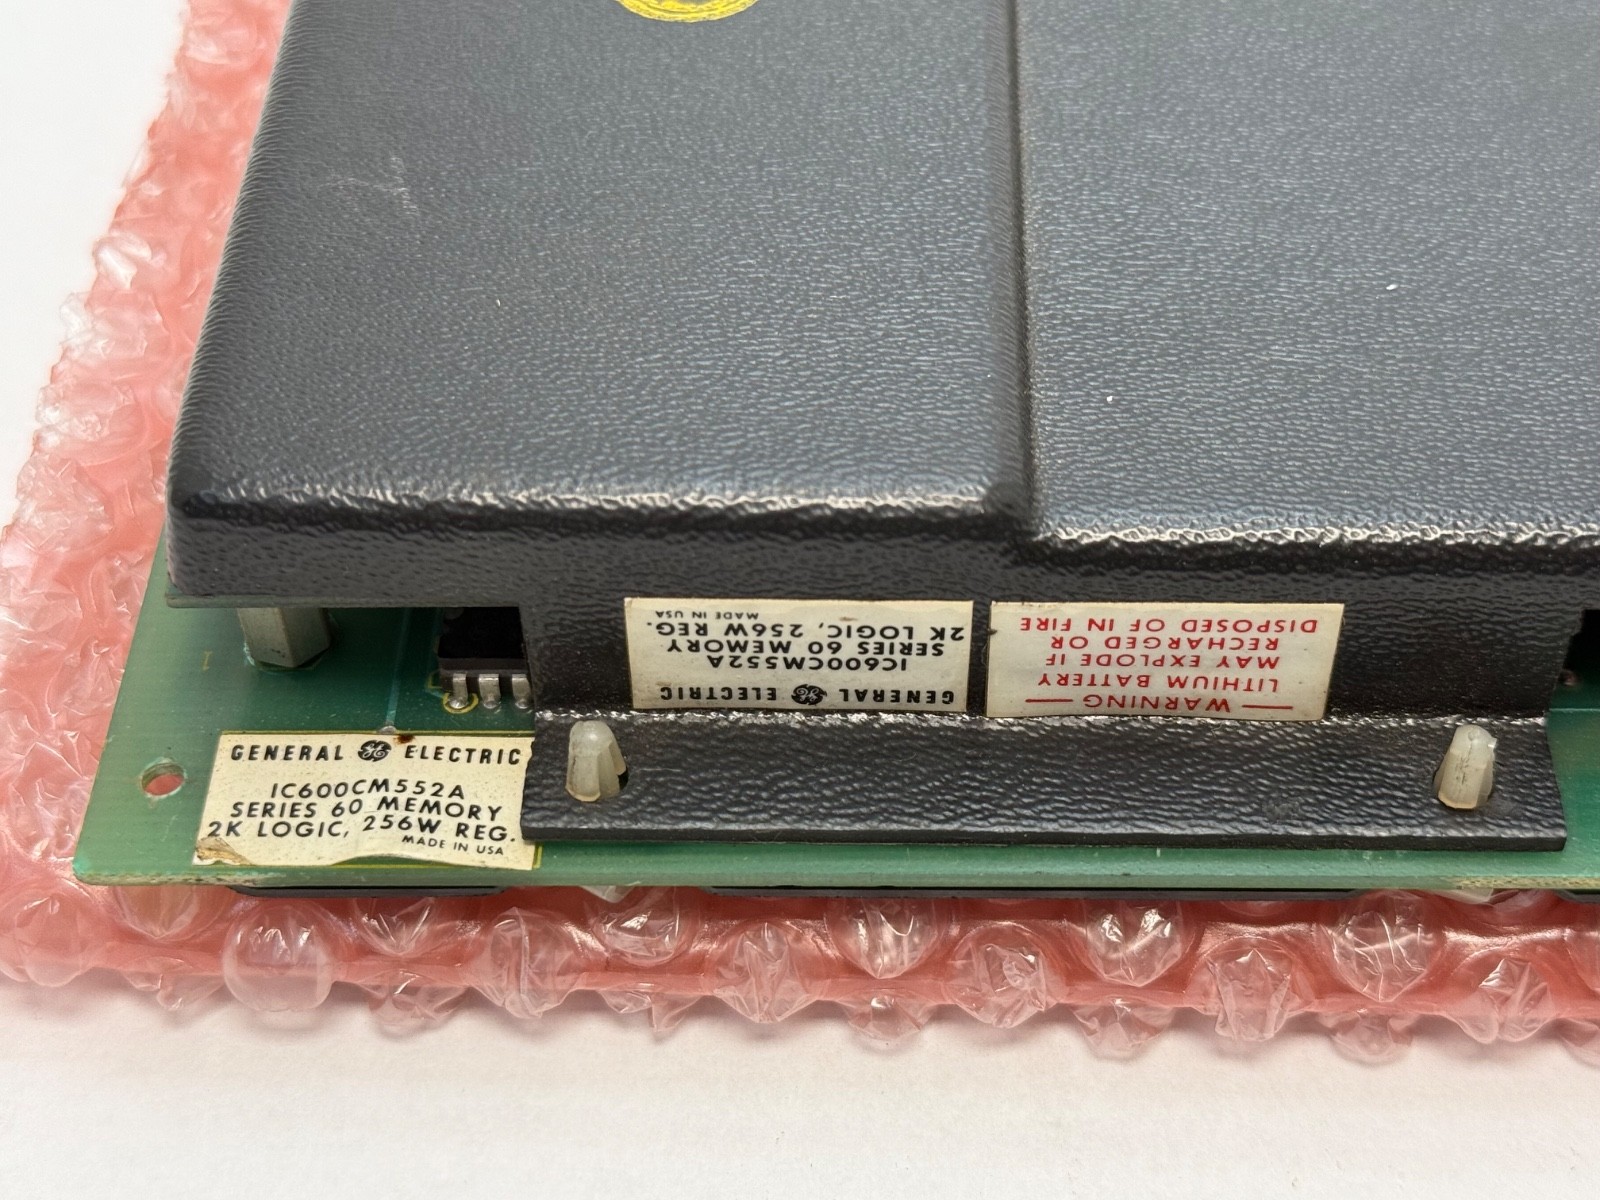 GENERAL ELECTRIC
IC600CM552A
SERIES 60 MEMORY
2K LOGIC, 256W REG.
MADE IN USA
WARNING
LITHIUM BATTERY
MAY EXPLODE IF
RECHARGED OR
DISPOSED OF IN FIRE
GENERAL ELECTRIC
IC600CM552A
SERIES 60 MEMORY
2K LOGIC, 256W REG.
MADE IN USA
1